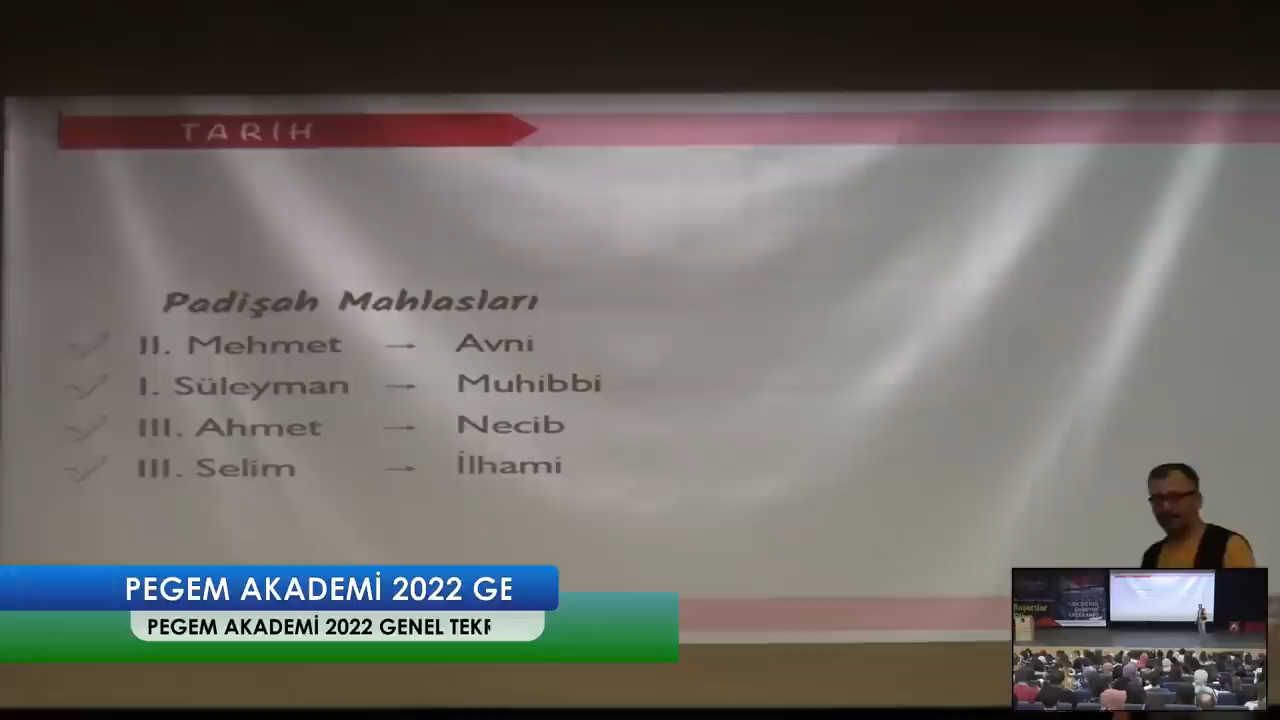 TARİH
Padişah Mahlasları
II. Mehmet → Avni
I. Süleyman → Muhibbi
III. Ahmet → Necib
III. Selim → İlhami
PEGEM AKADEMİ 2022 GE
PEGEM AKADEMİ 2022 GENEL TEKR